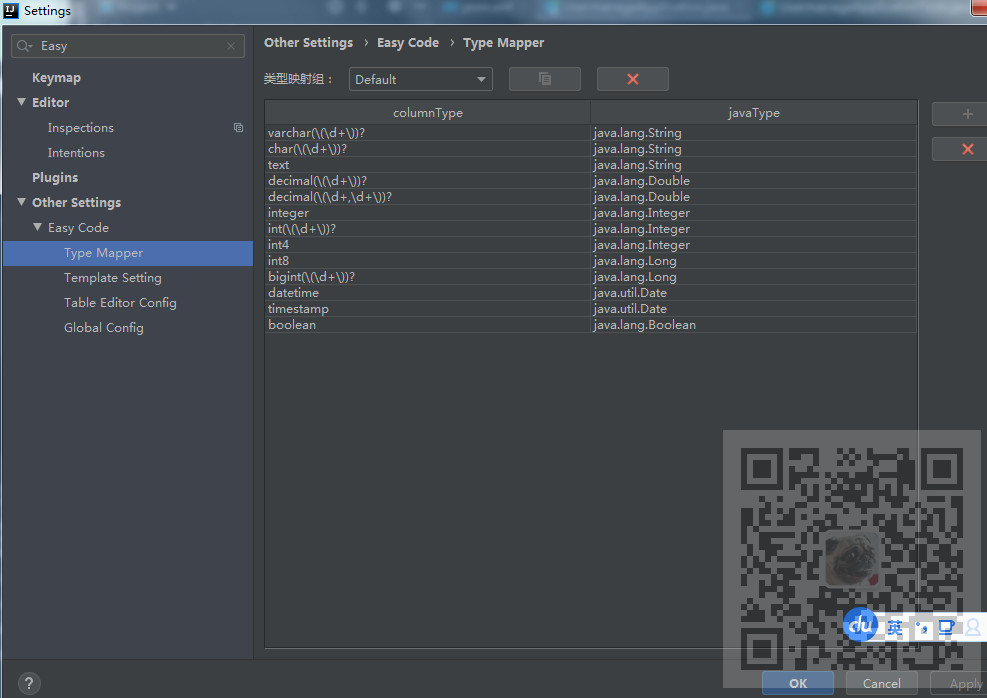 Settings
Easy
Keymap
Editor
Inspections
Intentions
Plugins
Other Settings
Easy Code
Type Mapper
Template Setting
Table Editor Config
Global Config
Other Settings › Easy Code › Type Mapper
类型映射组： Default
columnType javaType
varchar(\(\d+\))? java.lang.String
char(\(\d+\))? java.lang.String
text java.lang.String
decimal(\(\d+\))? java.lang.Double
decimal(\(\d+,\d+\))? java.lang.Double
integer java.lang.Integer
int(\(\d+\))? java.lang.Integer
int4 java.lang.Integer
int8 java.lang.Long
bigint(\(\d+\))? java.lang.Long
datetime java.util.Date
timestamp java.util.Date
boolean java.lang.Boolean
du 英
? OK Cancel Apply